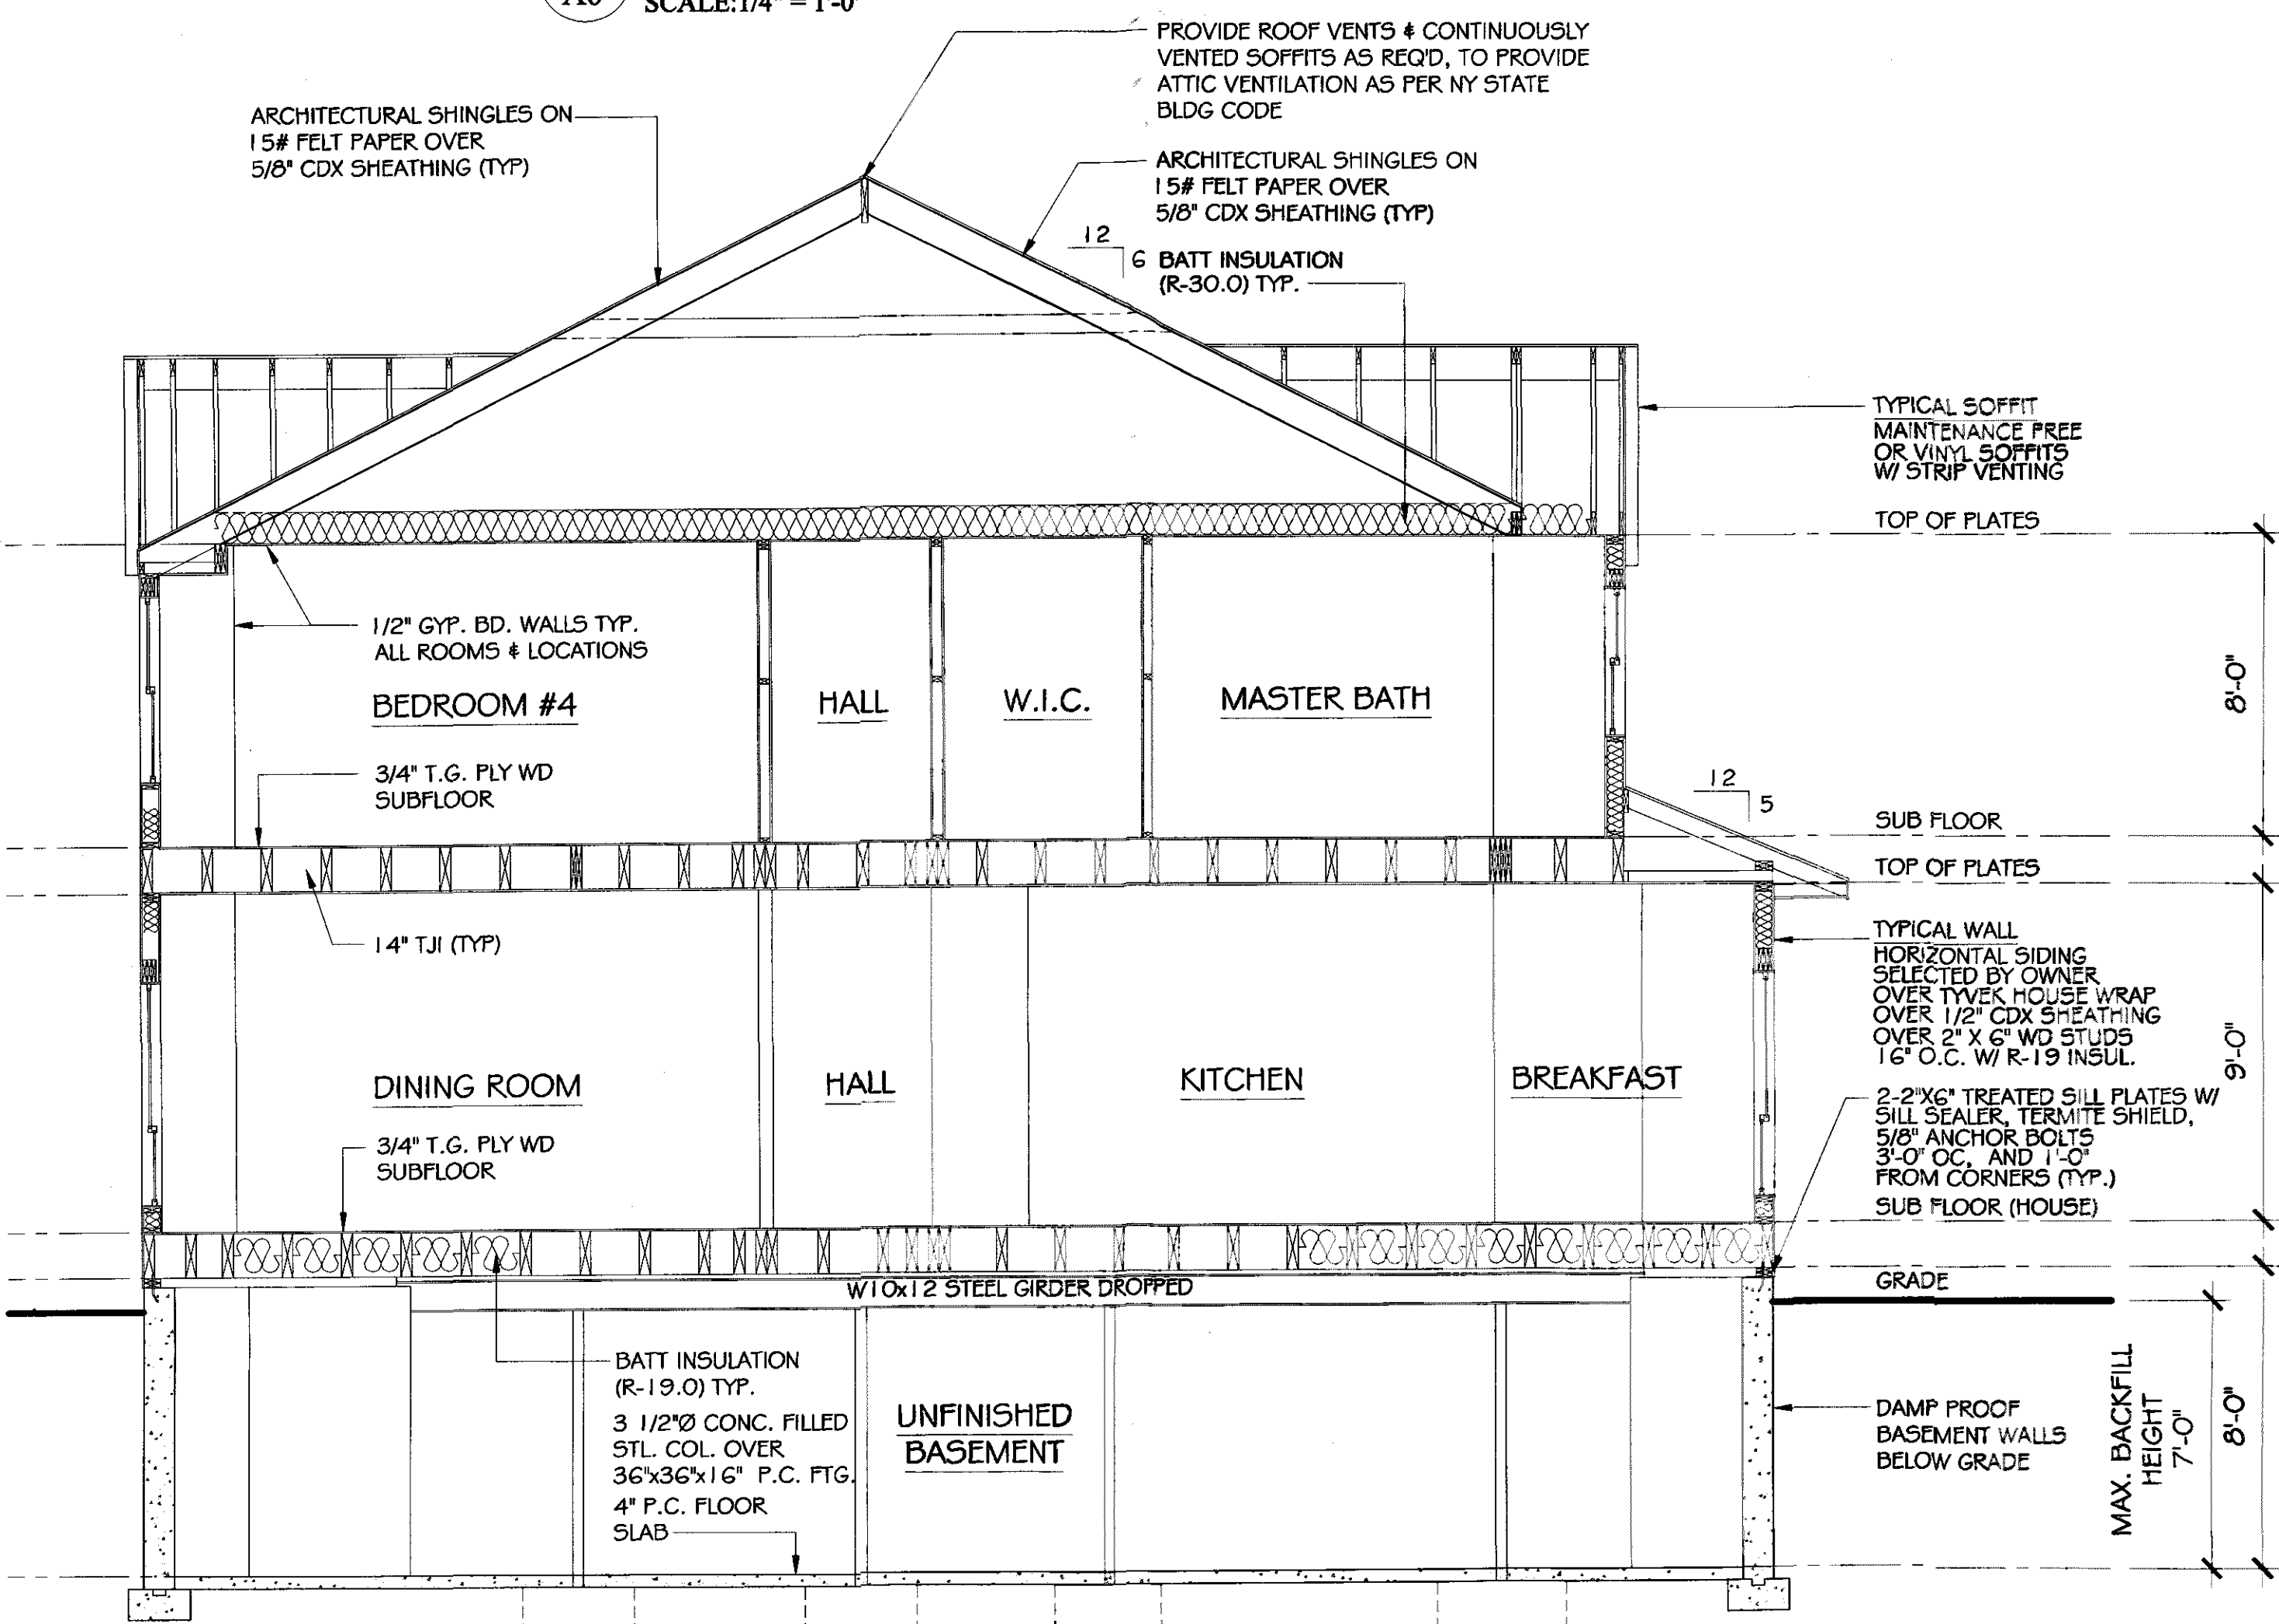 A6
SCALE:1/4" = 1'-0"
PROVIDE ROOF VENTS & CONTINUOUSLY
VENTED SOFFITS AS REQ'D, TO PROVIDE
ATTIC VENTILATION AS PER NY STATE
BLDG CODE
ARCHITECTURAL SHINGLES ON
15# FELT PAPER OVER
5/8" CDX SHEATHING (TYP)
ARCHITECTURAL SHINGLES ON
15# FELT PAPER OVER
5/8" CDX SHEATHING (TYP)
12
6
BATT INSULATION
(R-30.0) TYP.
TYPICAL SOFFIT
MAINTENANCE FREE
OR VINYL SOFFITS
W/ STRIP VENTING
TOP OF PLATES
1/2" GYP. BD. WALLS TYP.
ALL ROOMS & LOCATIONS
BEDROOM #4
HALL
W.I.C.
MASTER BATH
8'-0"
3/4" T.G. PLY WD
SUBFLOOR
12
5
SUB FLOOR
TOP OF PLATES
14" TJI (TYP)
TYPICAL WALL
HORIZONTAL SIDING
SELECTED BY OWNER
OVER TYVEK HOUSE WRAP
OVER 1/2" CDX SHEATHING
OVER 2" X 6" WD STUDS
16" O.C. W/ R-19 INSUL.
9'-0"
DINING ROOM
HALL
KITCHEN
BREAKFAST
2-2"X6" TREATED SILL PLATES W/
SILL SEALER, TERMITE SHIELD,
5/8" ANCHOR BOLTS
3'-0" OC, AND 1'-0"
FROM CORNERS (TYP.)
3/4" T.G. PLY WD
SUBFLOOR
SUB FLOOR (HOUSE)
W10x12 STEEL GIRDER DROPPED
GRADE
BATT INSULATION
(R-19.0) TYP.
3 1/2"Ø CONC. FILLED
STL. COL. OVER
36"x36"x16" P.C. FTG.
4" P.C. FLOOR
SLAB
UNFINISHED
BASEMENT
DAMP PROOF
BASEMENT WALLS
BELOW GRADE
MAX. BACKFILL
HEIGHT
7'-0"
8'-0"